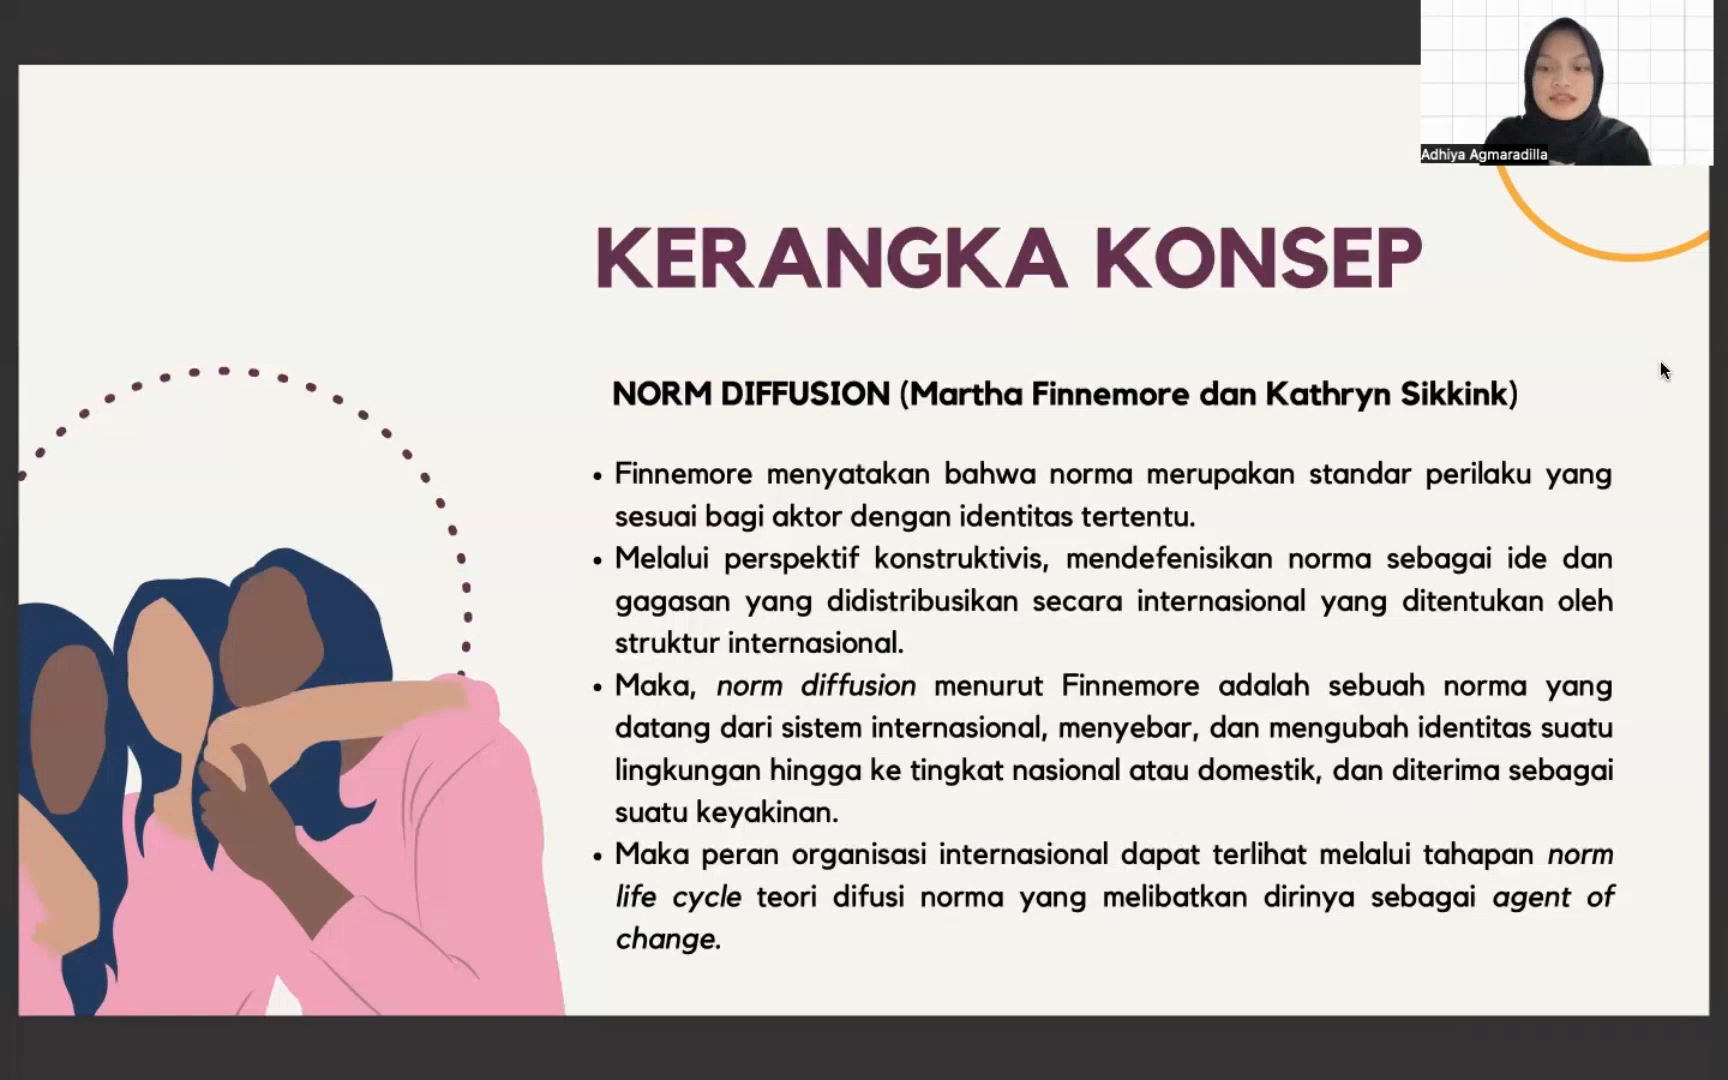 Adhiya Agmaradilla
KERANGKA KONSEP
NORM DIFFUSION (Martha Finnemore dan Kathryn Sikkink)
• Finnemore menyatakan bahwa norma merupakan standar perilaku yang
sesuai bagi aktor dengan identitas tertentu.
• Melalui perspektif konstruktivis, mendefenisikan norma sebagai ide dan
gagasan yang didistribusikan secara internasional yang ditentukan oleh
struktur internasional.
• Maka, norm diffusion menurut Finnemore adalah sebuah norma yang
datang dari sistem internasional, menyebar, dan mengubah identitas suatu
lingkungan hingga ke tingkat nasional atau domestik, dan diterima sebagai
suatu keyakinan.
• Maka peran organisasi internasional dapat terlihat melalui tahapan norm
life cycle teori difusi norma yang melibatkan dirinya sebagai agent of
change.